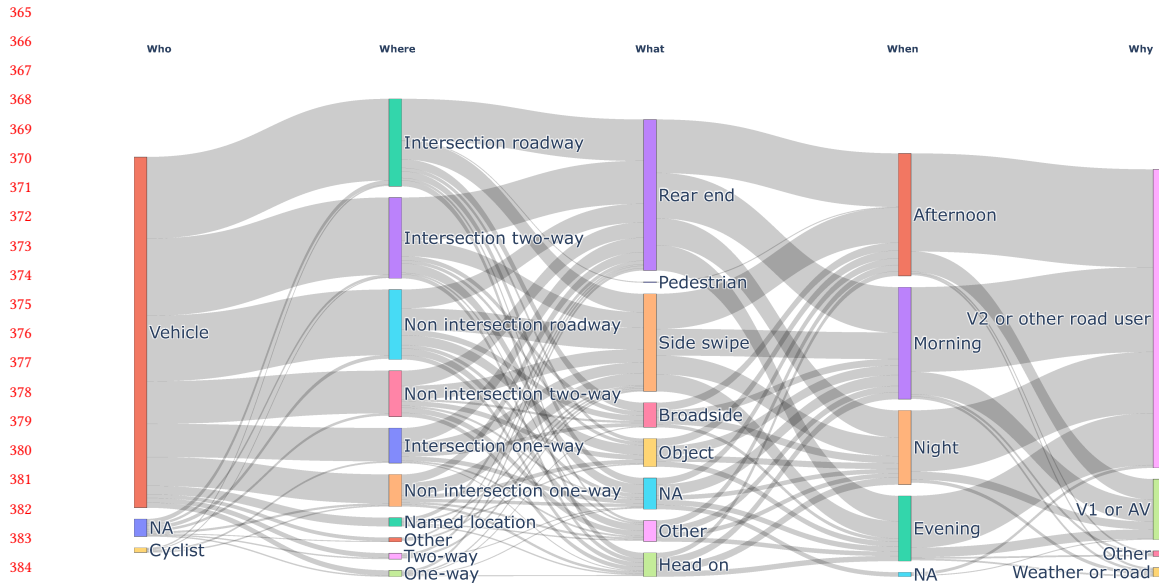 365
366
367
368
369
370
371
372
373
374
375
376
377
378
379
380
381
382
383
384
Who
Where
What
When
Why
Vehicle
NA
Cyclist
Intersection roadway
Intersection two-way
Non intersection roadway
Non intersection two-way
Intersection one-way
Non intersection one-way
Named location
Other
Two-way
One-way
Rear end
Pedestrian
Side swipe
Broadside
Object
NA
Other
Head on
Afternoon
Morning
Night
Evening
NA
V2 or other road user
V1 or AV
Other
Weather or road